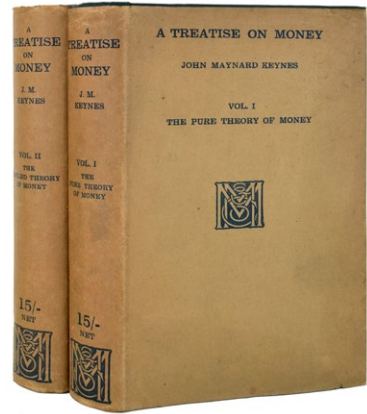 A
TREATISE
ON
MONEY
J. M.
KEYNES
VOL. II
THE
APPLIED THEORY
OF MONEY
15/-
NET
A
TREATISE
ON
MONEY
J. M.
KEYNES
VOL. I
THE
PURE THEORY
OF MONEY
15/-
NET
A TREATISE ON MONEY
JOHN MAYNARD KEYNES
VOL. I
THE PURE THEORY OF MONEY